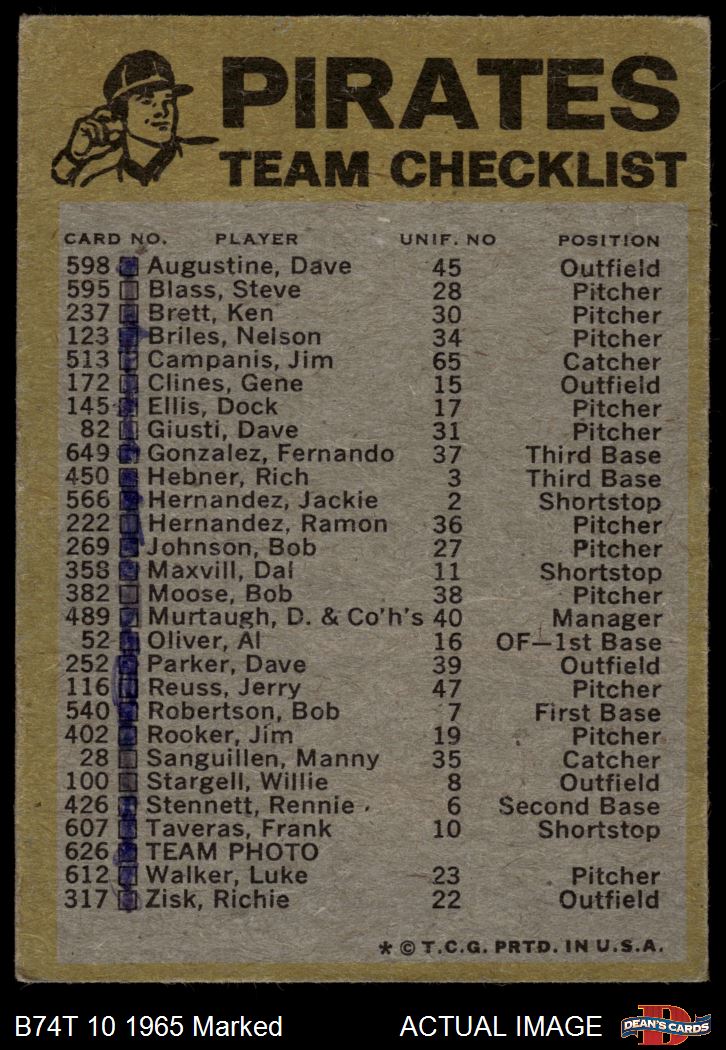 PIRATES
TEAM CHECKLIST
CARD NO. PLAYER UNIF. NO POSITION
598 Augustine, Dave 45 Outfield
595 Blass, Steve 28 Pitcher
237 Brett, Ken 30 Pitcher
123 Briles, Nelson 34 Pitcher
513 Campanis, Jim 65 Catcher
172 Clines, Gene 15 Outfield
145 Ellis, Dock 17 Pitcher
82 Giusti, Dave 31 Pitcher
649 Gonzalez, Fernando 37 Third Base
450 Hebner, Rich 3 Third Base
566 Hernandez, Jackie 2 Shortstop
222 Hernandez, Ramon 36 Pitcher
269 Johnson, Bob 27 Pitcher
358 Maxvill, Dal 11 Shortstop
382 Moose, Bob 38 Pitcher
489 Murtaugh, D. & Co'h's 40 Manager
52 Oliver, Al 16 OF—1st Base
252 Parker, Dave 39 Outfield
116 Reuss, Jerry 47 Pitcher
540 Robertson, Bob 7 First Base
402 Rooker, Jim 19 Pitcher
28 Sanguillen, Manny 35 Catcher
100 Stargell, Willie 8 Outfield
426 Stennett, Rennie 6 Second Base
607 Taveras, Frank 10 Shortstop
626 TEAM PHOTO
612 Walker, Luke 23 Pitcher
317 Zisk, Richie 22 Outfield
* © T.C.G. PRTD. IN U.S.A.
B74T 10 1965 Marked ACTUAL IMAGE
D
DEAN'S CARDS